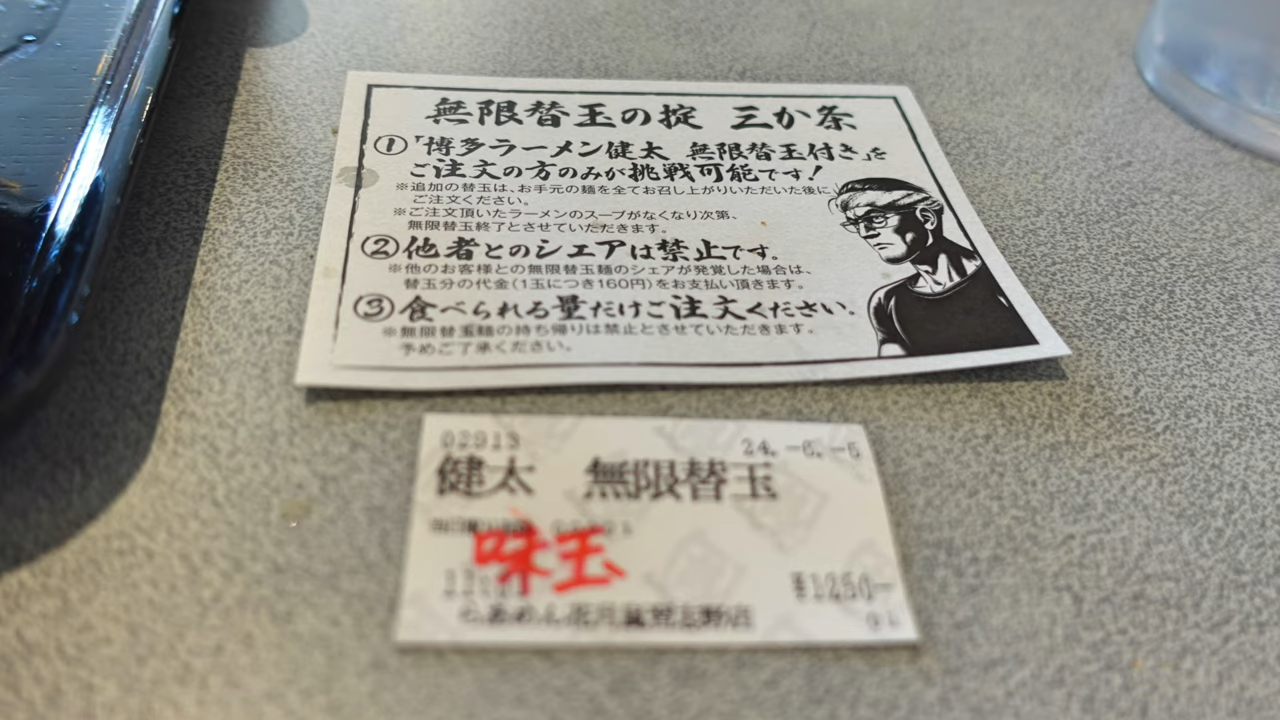 無限替玉の掟 三か条
①「博多ラーメン健太 無限替玉付き」を
ご注文の方のみが挑戦可能です!
※追加の替玉は、お手元の麺を全てお召し上がりいただいた後に
ご注文ください。
※ご注文頂いたラーメンのスープがなくなり次第、
無限替玉終了とさせていただきます。
②他者とのシェアは禁止です。
※他のお客様との無限替玉麺のシェアが発覚した場合は、
替玉分の代金(1玉につき160円)をお支払い頂きます。
③食べられる量だけご注文ください。
※無限替玉麺の持ち帰りは禁止とさせていただきます。
予めご了承ください。
02913 24.-6.-5
健太 無限替玉
味玉
¥1250-
らあめん花月嵐